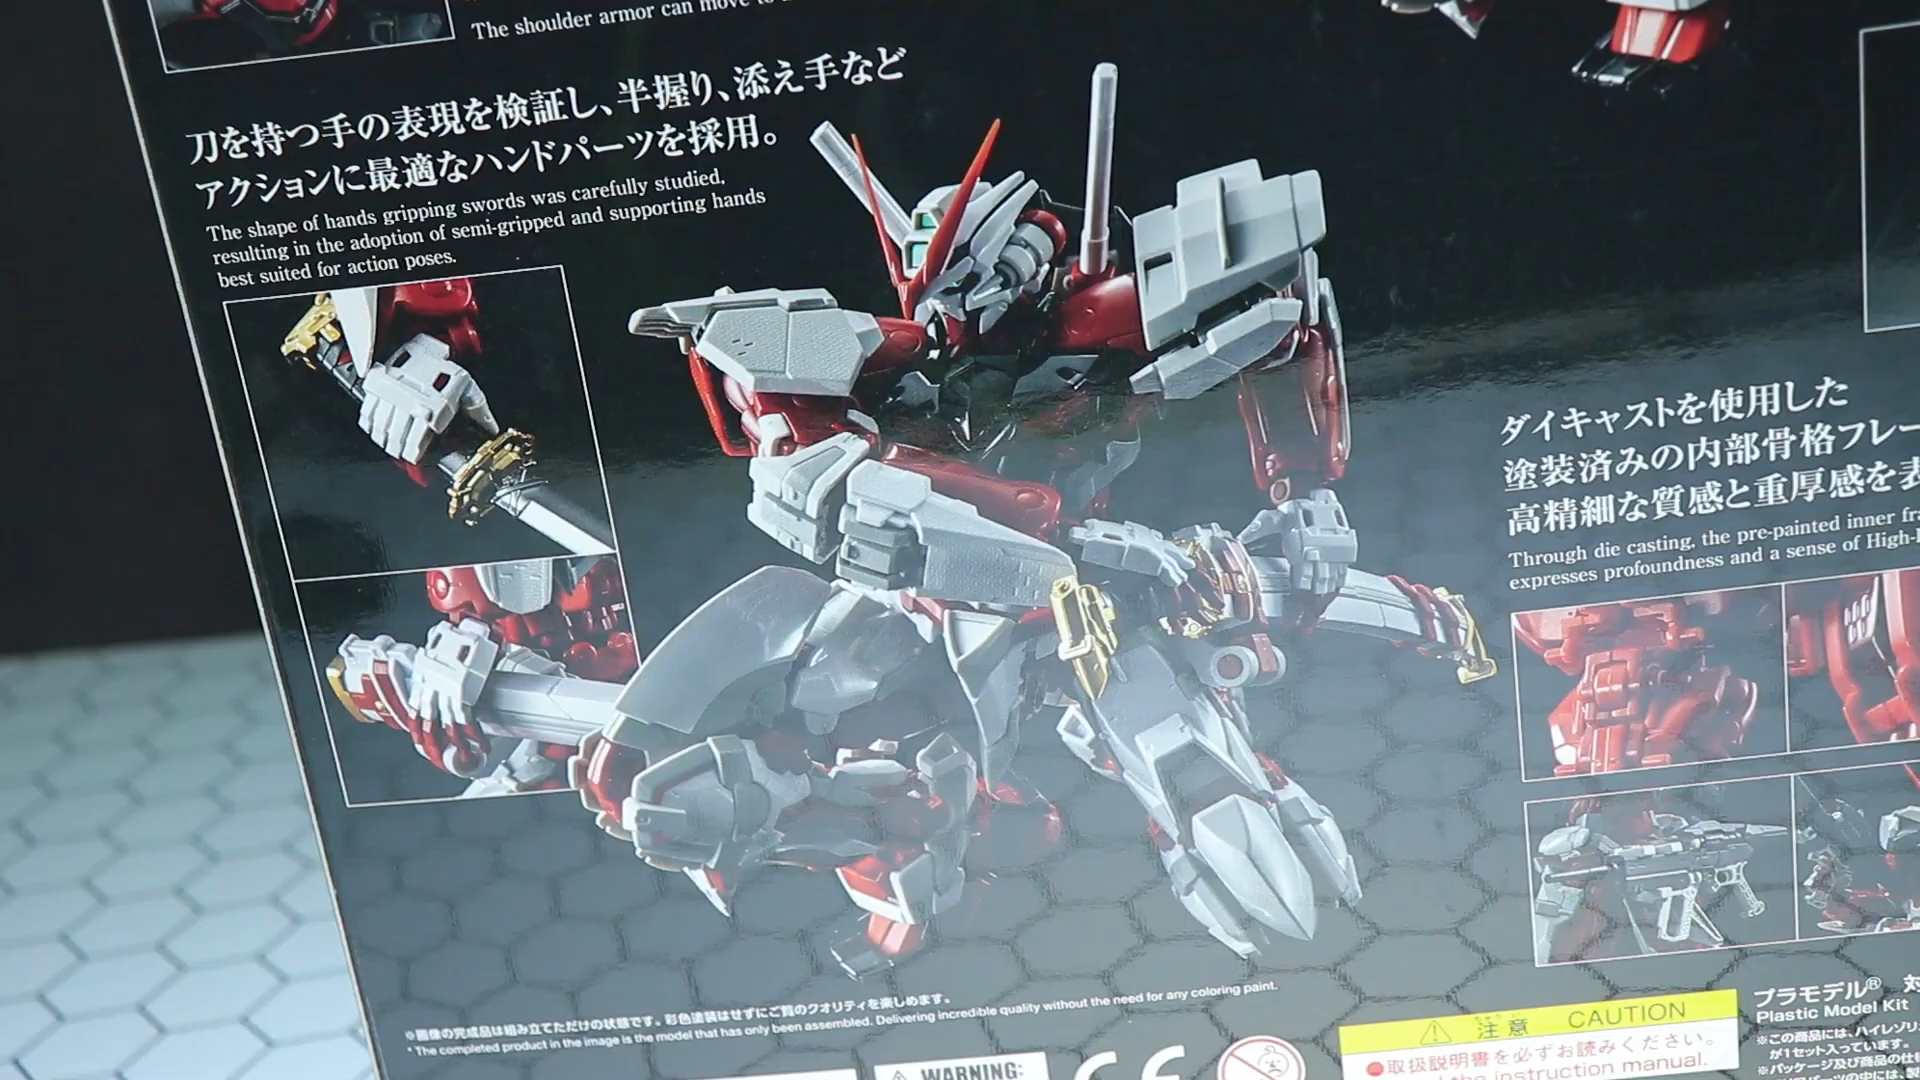 The shoulder armor can move to
刀を持つ手の表現を検証し、半握り、添え手など
アクションに最適なハンドパーツを採用。
The shape of hands gripping swords was carefully studied,
resulting in the adoption of semi-gripped and supporting hands
best suited for action poses.
ダイキャストを使用した
塗装済みの内部骨格フレー
高精細な質感と重厚感を表
Through die casting, the pre-painted inner fra
expresses profoundness and a sense of High-
※画像の完成品は組み立てただけの状態です。彩色塗装はせずにご覧のクオリティを楽しめます。
* The completed product in the image is the model that has only been assembled. Delivering incredible quality without the need for any coloring paint.
WARNING:
CE
注意 CAUTION
●取扱説明書を必ずお読みください。
the instruction manual.
プラモデル® 対
Plastic Model Kit
※この商品には、ハイレゾリ
が1セット入っています。
※パッケージ及び商品の仕